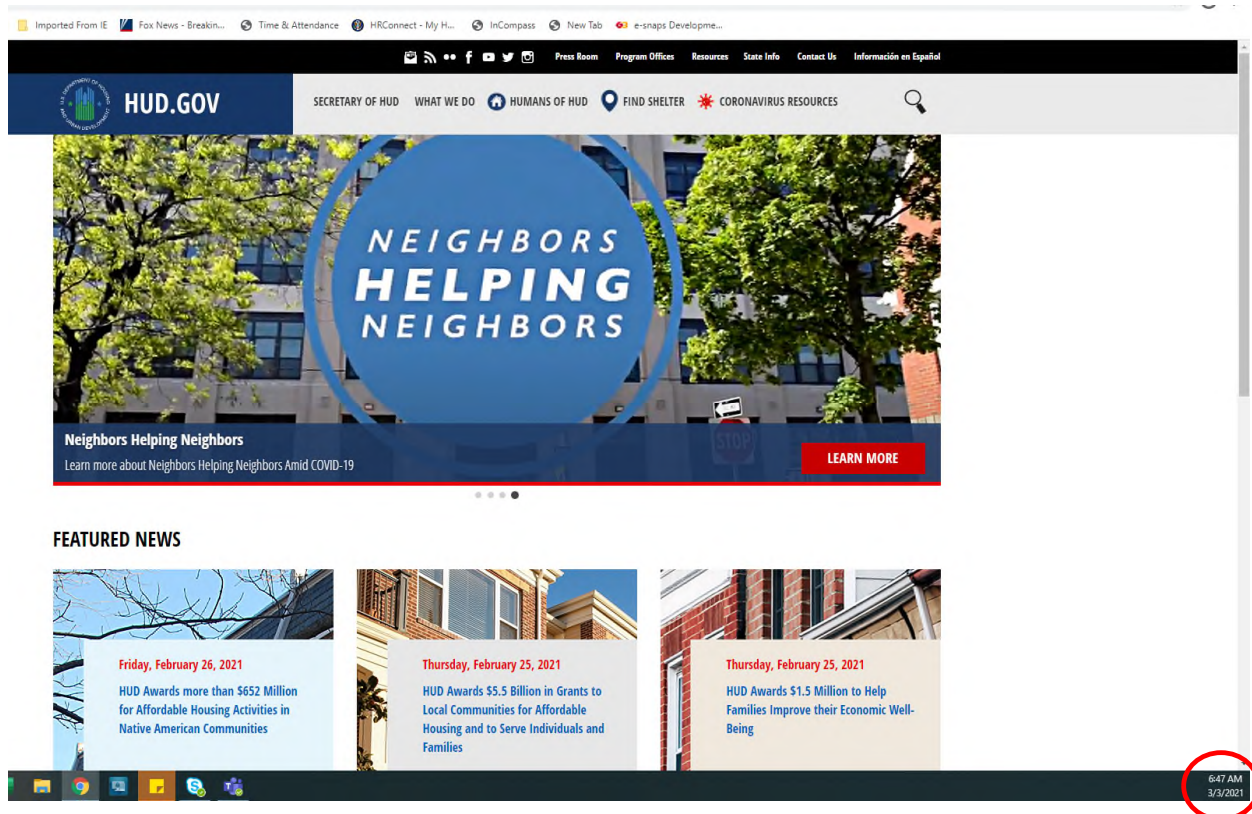 Imported From IE Fox News - Breakin... Time & Attendance HRConnect - My H... InCompass New Tab e-snaps Developme...
Press Room Program Offices Resources State Info Contact Us Información en Español
HUD.GOV SECRETARY OF HUD WHAT WE DO HUMANS OF HUD FIND SHELTER CORONAVIRUS RESOURCES
NEIGHBORS
HELPING
NEIGHBORS
STOP
Neighbors Helping Neighbors
Learn more about Neighbors Helping Neighbors Amid COVID-19
LEARN MORE
FEATURED NEWS
Friday, February 26, 2021
HUD Awards more than $652 Million
for Affordable Housing Activities in
Native American Communities
Thursday, February 25, 2021
HUD Awards $5.5 Billion in Grants to
Local Communities for Affordable
Housing and to Serve Individuals and
Families
Thursday, February 25, 2021
HUD Awards $1.5 Million to Help
Families Improve their Economic Well-
Being
6:47 AM
3/3/2021